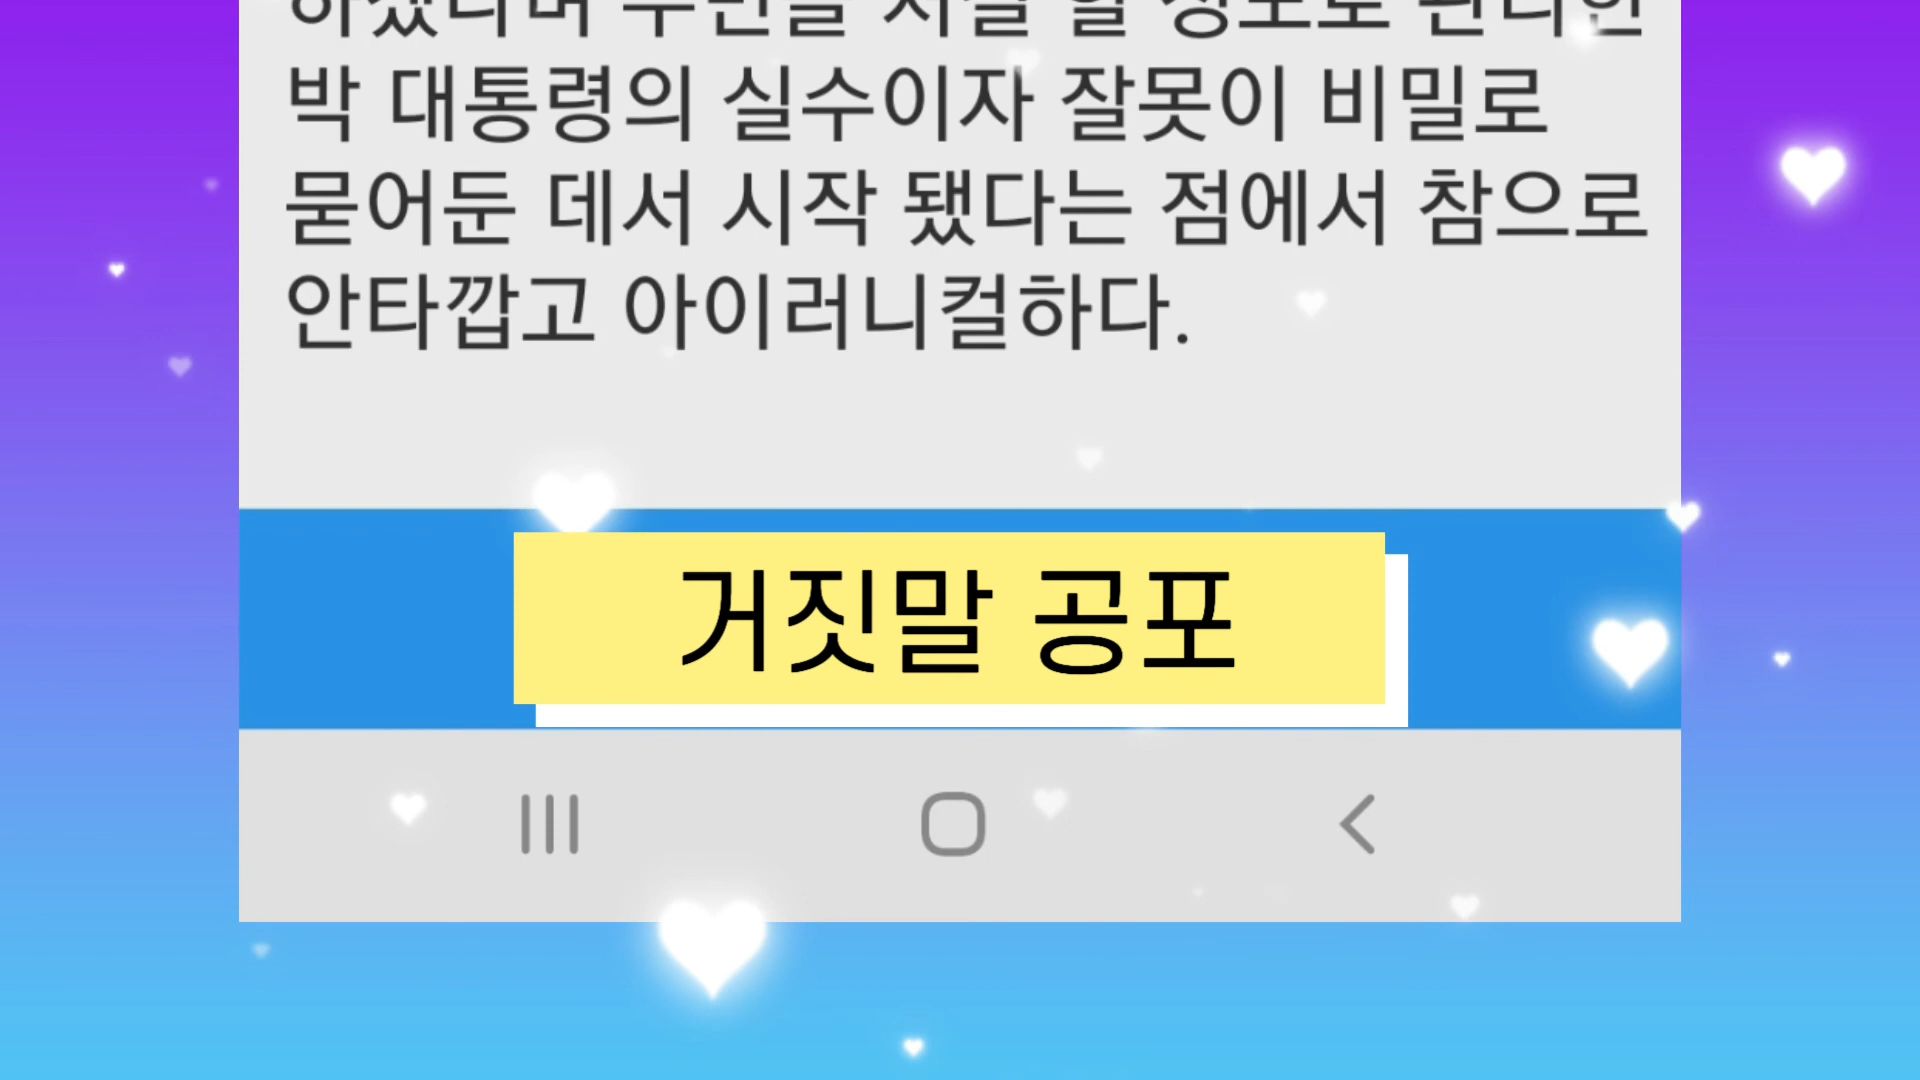 박 대통령의 실수이자 잘못이 비밀로
묻어둔 데서 시작 됐다는 점에서 참으로
안타깝고 아이러니컬하다.
거짓말 공포